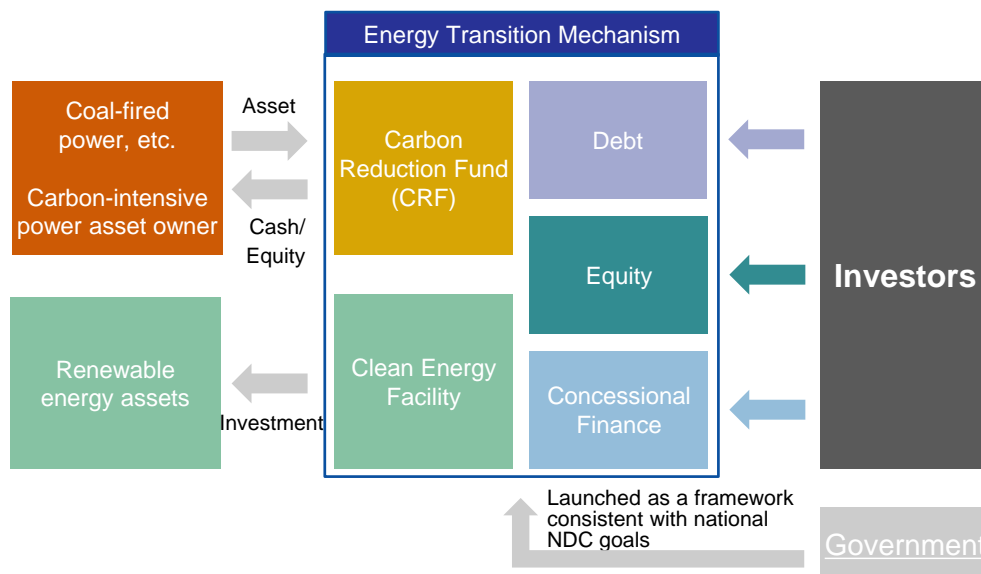 Energy Transition Mechanism
Coal-fired
power, etc.
Carbon-intensive
power asset owner
Asset
Cash/
Equity
Carbon
Reduction Fund
(CRF)
Debt
Equity
Investors
Renewable
energy assets
Investment
Clean Energy
Facility
Concessional
Finance
Launched as a framework
consistent with national
NDC goals
Government